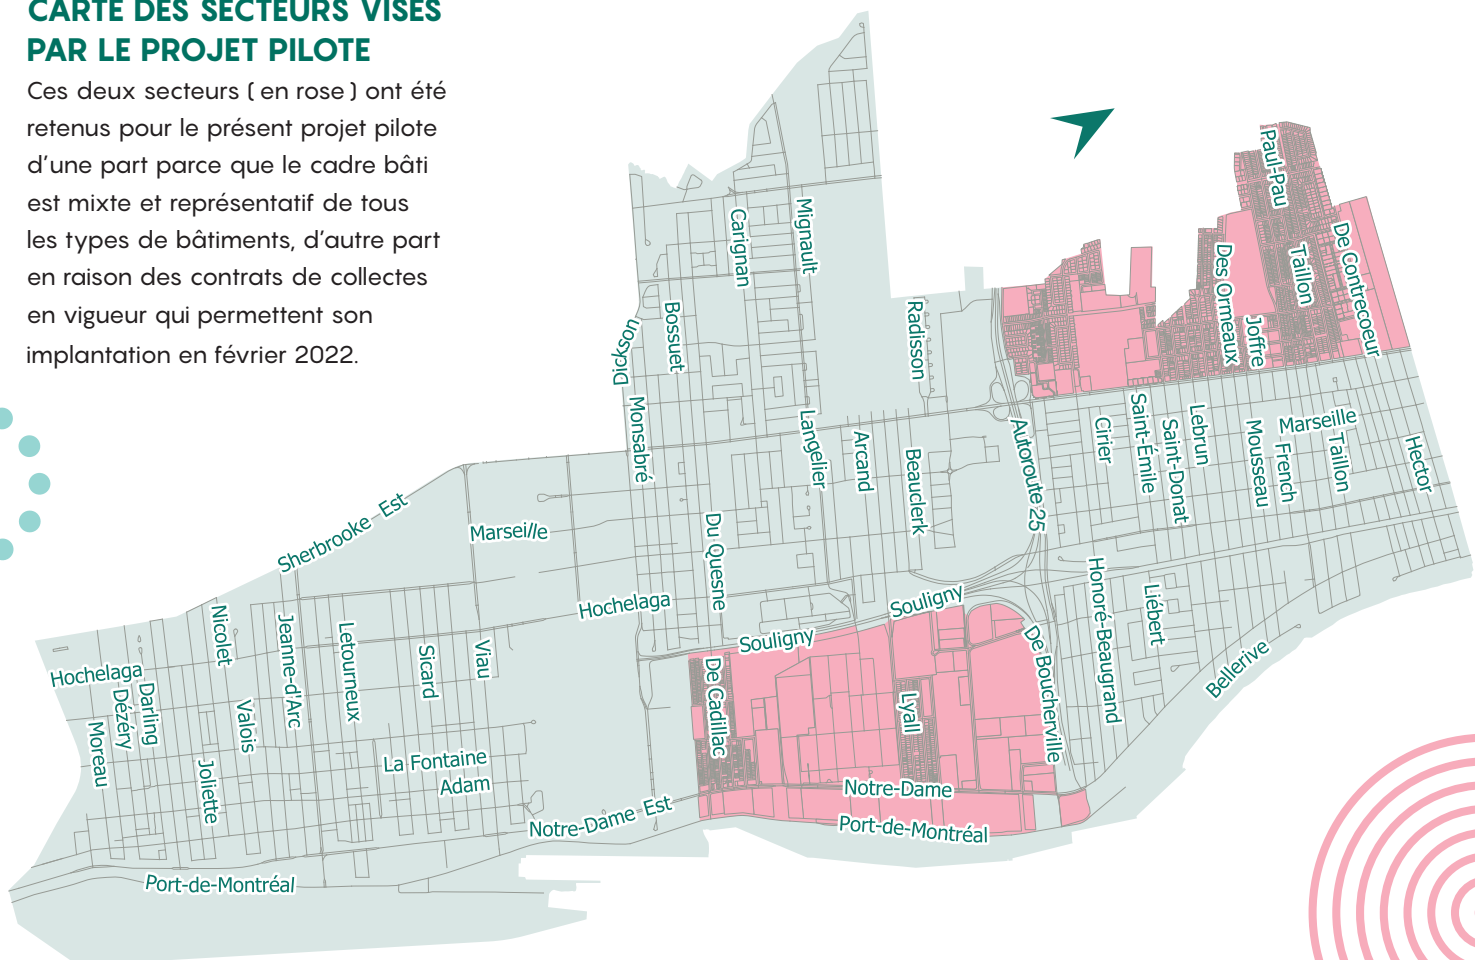 CARTE DES SECTEURS VISÉS
PAR LE PROJET PILOTE
Ces deux secteurs (en rose) ont été
retenus pour le présent projet pilote
d’une part parce que le cadre bâti
est mixte et représentatif de tous
les types de bâtiments, d’autre part
en raison des contrats de collectes
en vigueur qui permettent son
implantation en février 2022.
Paul-Pau
Mignault
Carignan
De Contrecoeur
Taillon
Des Ormeaux
Joffre
Radisson
Bossuet
Dickson
Monsabré
Langelier
Arcand
Beauclerk
Autoroute 25
Cirier
Saint-Émile
Saint-Donat
Lebrun
Mousseau
French
Marseille
Taillon
Hector
Sherbrooke Est
Marseille
Du Quesne
Hochelaga
Souligny
Souligny
Honoré-Beaugrand
Liébert
Bellerive
De Boucherville
Nicolet
Jeanne-d'Arc
Letourneux
Sicard
Viau
Hochelaga
Darling
Dézéry
Moreau
Valois
Joliette
De Cadillac
Lyall
La Fontaine
Adam
Notre-Dame Est
Notre-Dame
Port-de-Montréal
Port-de-Montréal